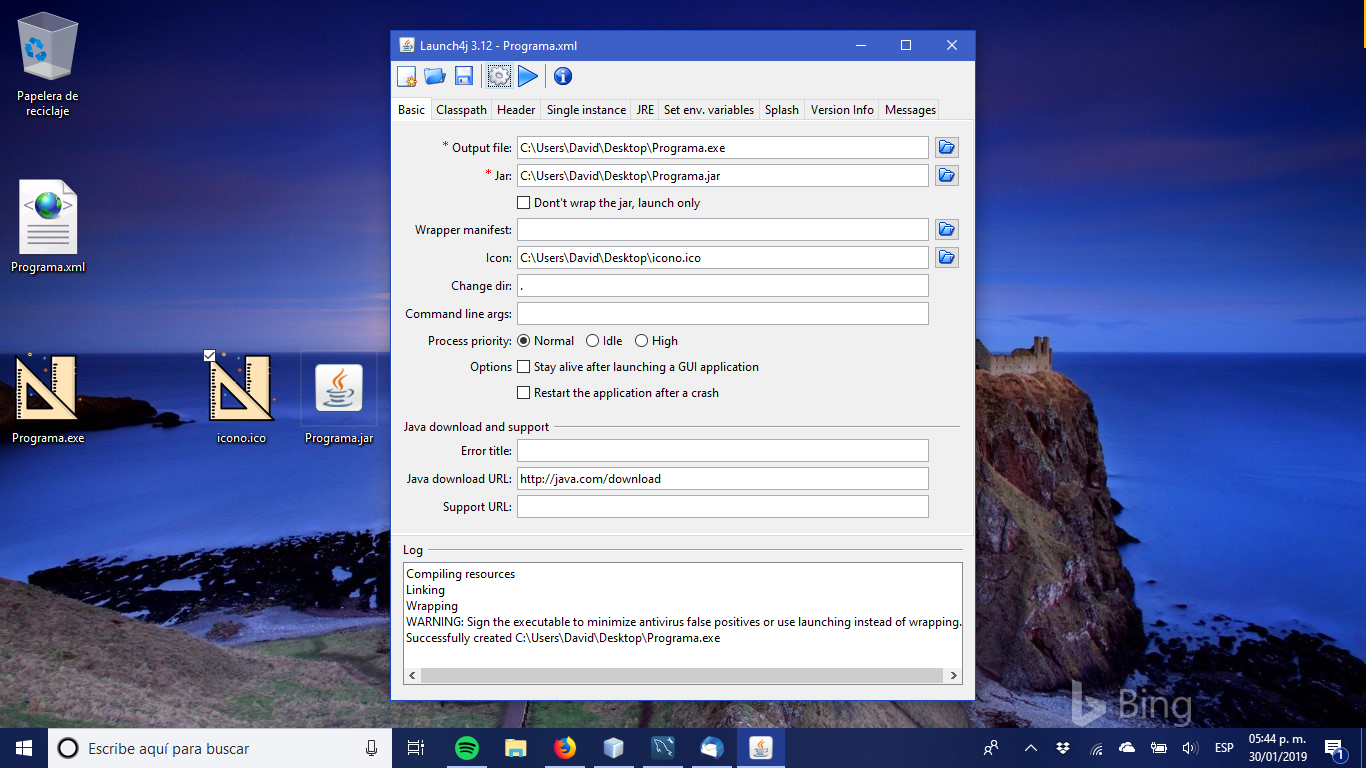 Papelera de
reciclaje
Programa.xml
Programa.exe
icono.ico
Programa.jar
Launch4j 3.12 - Programa.xml
Basic Classpath Header Single instance JRE Set env. variables Splash Version Info Messages
* Output file: C:\Users\David\Desktop\Programa.exe
* Jar: C:\Users\David\Desktop\Programa.jar
Dont't wrap the jar, launch only
Wrapper manifest:
Icon: C:\Users\David\Desktop\icono.ico
Change dir: .
Command line args:
Process priority: Normal Idle High
Options Stay alive after launching a GUI application
Restart the application after a crash
Java download and support
Error title:
Java download URL: http://java.com/download
Support URL:
Log
Compiling resources
Linking
Wrapping
WARNING: Sign the executable to minimize antivirus false positives or use launching instead of wrapping.
Successfully created C:\Users\David\Desktop\Programa.exe
Bing
Escribe aquí para buscar
ESP
05:44 p. m.
30/01/2019
1